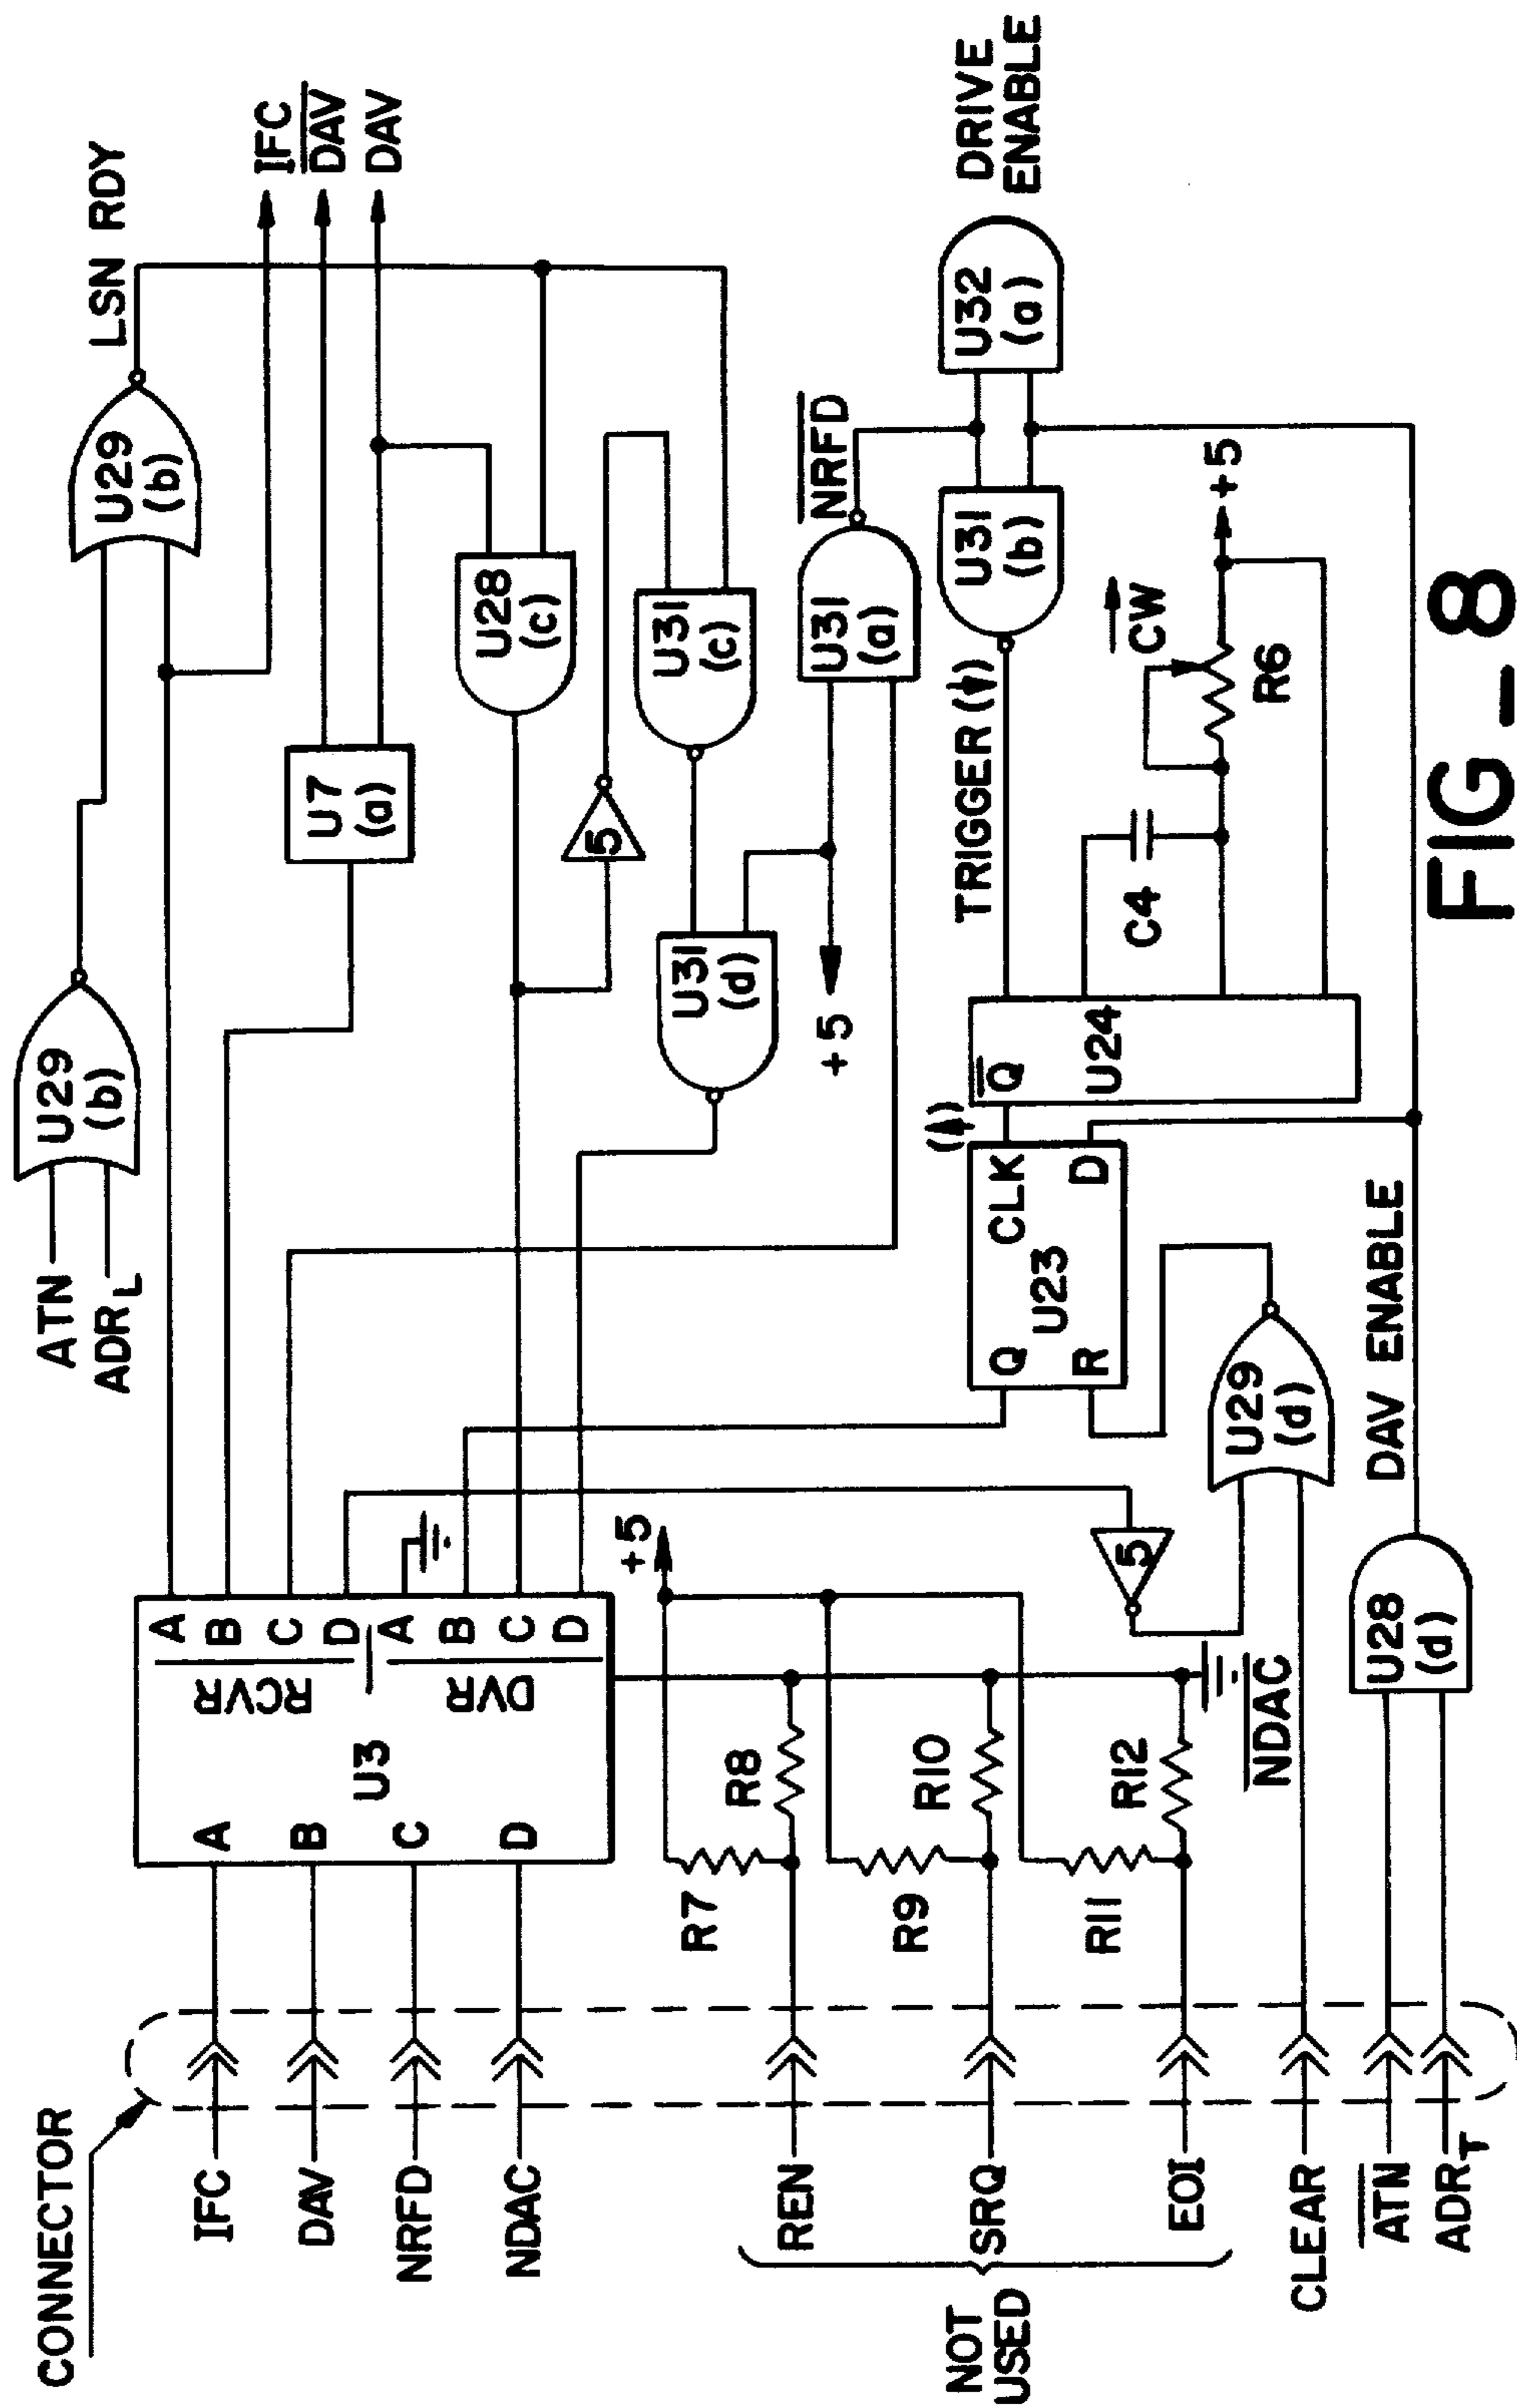 CONNECTOR
IFC
DAV
NRFD
NDAC
REN
SRQ
EOI
NOT
USED
CLEAR
ATN
ADRT
A
B
C
D
U3
RCVR
DVR
A
B
C
D
A
B
C
D
R7
R8
R9
R10
R11
R12
+5
NDAC
5
U28
(d)
DAV ENABLE
U29
(d)
ATN
ADRL
U29
(b)
U29
(b)
LSN RDY
IFC
DAV
DAV
U7
(a)
U28
(c)
5
U31
(c)
U31
(d)
+5
U31
(a)
NRFD
Q
CLK
U23
R
D
(↑)
Q
U24
TRIGGER (↓)
U31
(b)
U32
(a)
DRIVE
ENABLE
C4
CW
R6
+5
FIG_8